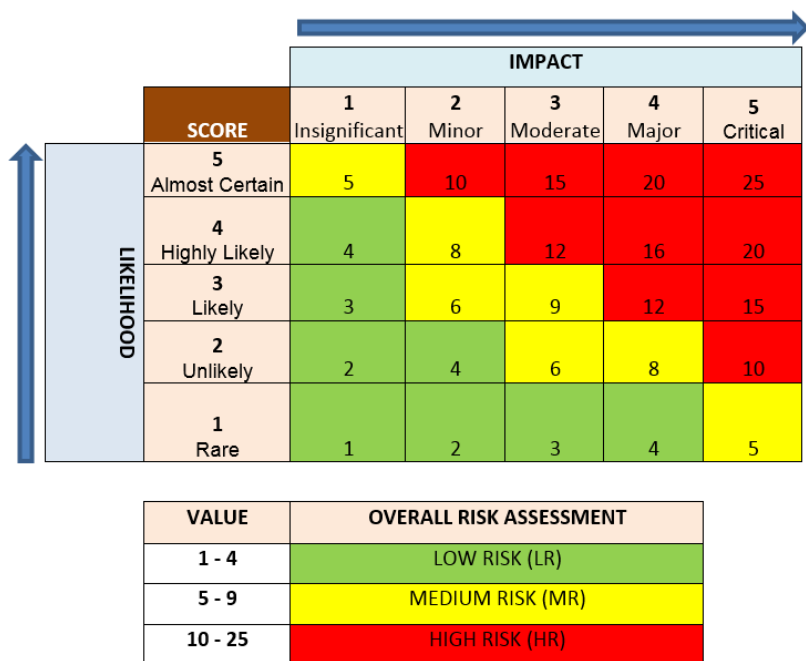 IMPACT
SCORE
1 2 3 4 5
Insignificant Minor Moderate Major Critical
LIKELIHOOD
5
Almost Certain
5 10 15 20 25
4
Highly Likely
4 8 12 16 20
3
Likely
3 6 9 12 15
2
Unlikely
2 4 6 8 10
1
Rare
1 2 3 4 5
VALUE OVERALL RISK ASSESSMENT
1 - 4 LOW RISK (LR)
5 - 9 MEDIUM RISK (MR)
10 - 25 HIGH RISK (HR)